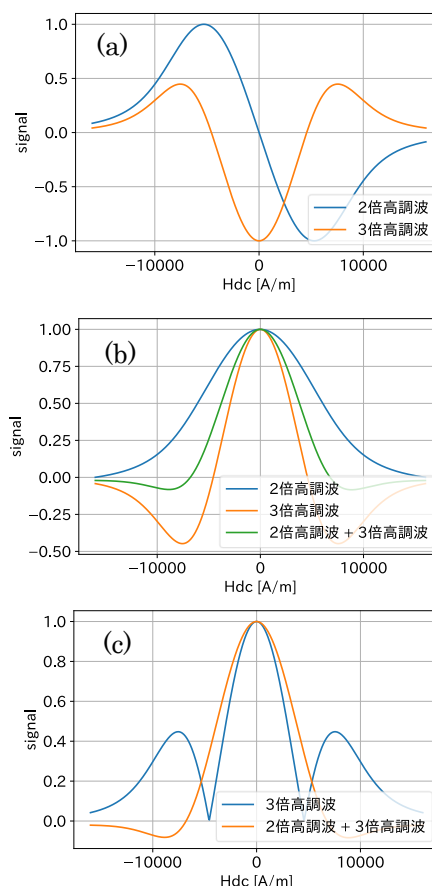 (a)
1.0
0.5
0.0
−0.5
−1.0
signal
2倍高調波
3倍高調波
−10000 0 10000
Hdc [A/m]
(b)
1.00
0.75
0.50
0.25
0.00
−0.25
−0.50
signal
2倍高調波
3倍高調波
2倍高調波 + 3倍高調波
−10000 0 10000
Hdc [A/m]
(c)
1.0
0.8
0.6
0.4
0.2
0.0
signal
3倍高調波
2倍高調波 + 3倍高調波
−10000 0 10000
Hdc [A/m]